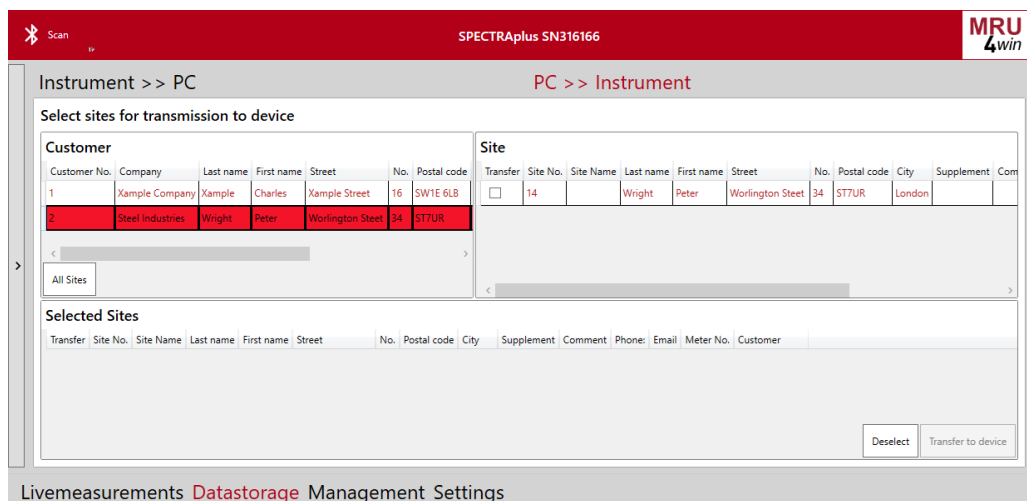 Scan SPECTRAplus SN316166 MRU
4win
Instrument >> PC PC >> Instrument
Select sites for transmission to device
Customer
Customer No. Company Last name First name Street No. Postal code
1 Xample Company Xample Charles Xample Street 16 SW1E 6LB
2 Steel Industries Wright Peter Worlington Steet 34 ST7UR
All Sites
Site
Transfer Site No. Site Name Last name First name Street No. Postal code City Supplement Com
14 Wright Peter Worlington Steet 34 ST7UR London
Selected Sites
Transfer Site No. Site Name Last name First name Street No. Postal code City Supplement Comment Phone: Email Meter No. Customer
Deselect Transfer to device
Livemeasurements Datastorage Management Settings